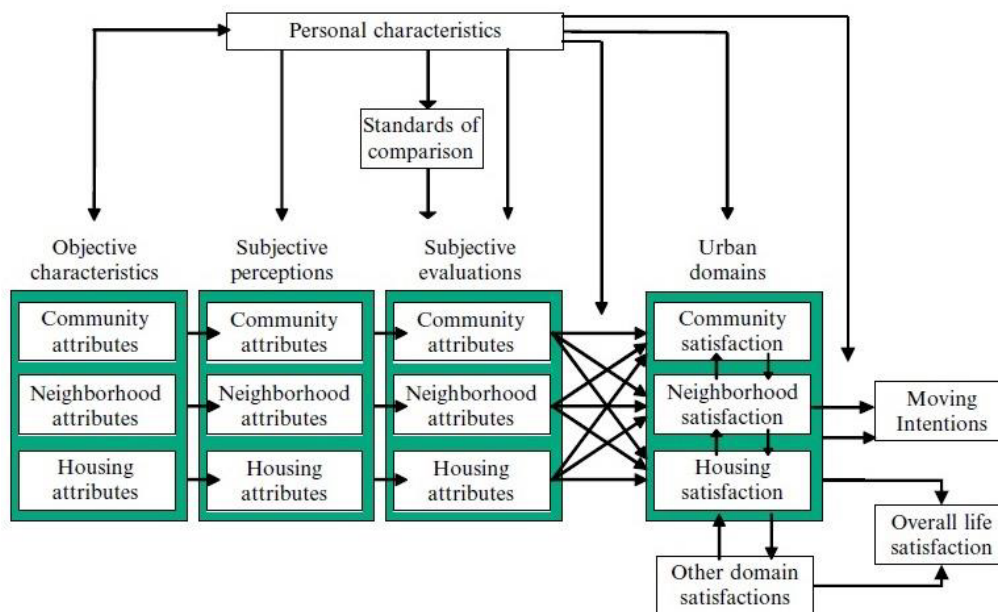 Personal characteristics
Standards of
comparison
Objective
characteristics
Subjective
perceptions
Subjective
evaluations
Urban
domains
Community
attributes
Community
attributes
Community
attributes
Community
satisfaction
Neighborhood
attributes
Neighborhood
attributes
Neighborhood
attributes
Neighborhood
satisfaction
Moving
Intentions
Housing
attributes
Housing
attributes
Housing
attributes
Housing
satisfaction
Overall life
satisfaction
Other domain
satisfactions